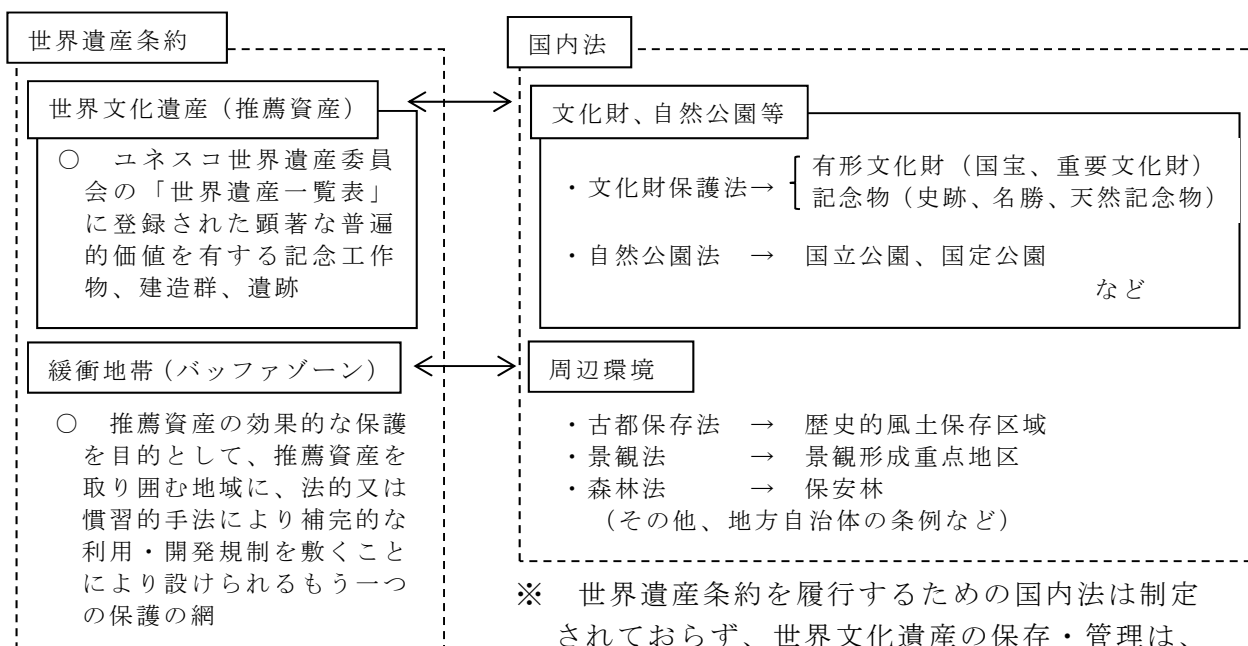 世界遺産条約
世界文化遺産（推薦資産）
○　ユネスコ世界遺産委員
会の「世界遺産一覧表」
に登録された顕著な普遍
的価値を有する記念工作
物、建造群、遺跡
緩衝地帯（バッファゾーン）
○　推薦資産の効果的な保護
を目的として、推薦資産を
取り囲む地域に、法的又は
慣習的手法により補完的な
利用・開発規制を敷くこと
により設けられるもう一つ
の保護の網
国内法
文化財、自然公園等
・文化財保護法→
有形文化財（国宝、重要文化財）
記念物（史跡、名勝、天然記念物）
・自然公園法　→　国立公園、国定公園
など
周辺環境
・古都保存法　→　歴史的風土保存区域
・景観法　　　→　景観形成重点地区
・森林法　　　→　保安林
（その他、地方自治体の条例など）
※　世界遺産条約を履行するための国内法は制定
されておらず、世界文化遺産の保存・管理は、